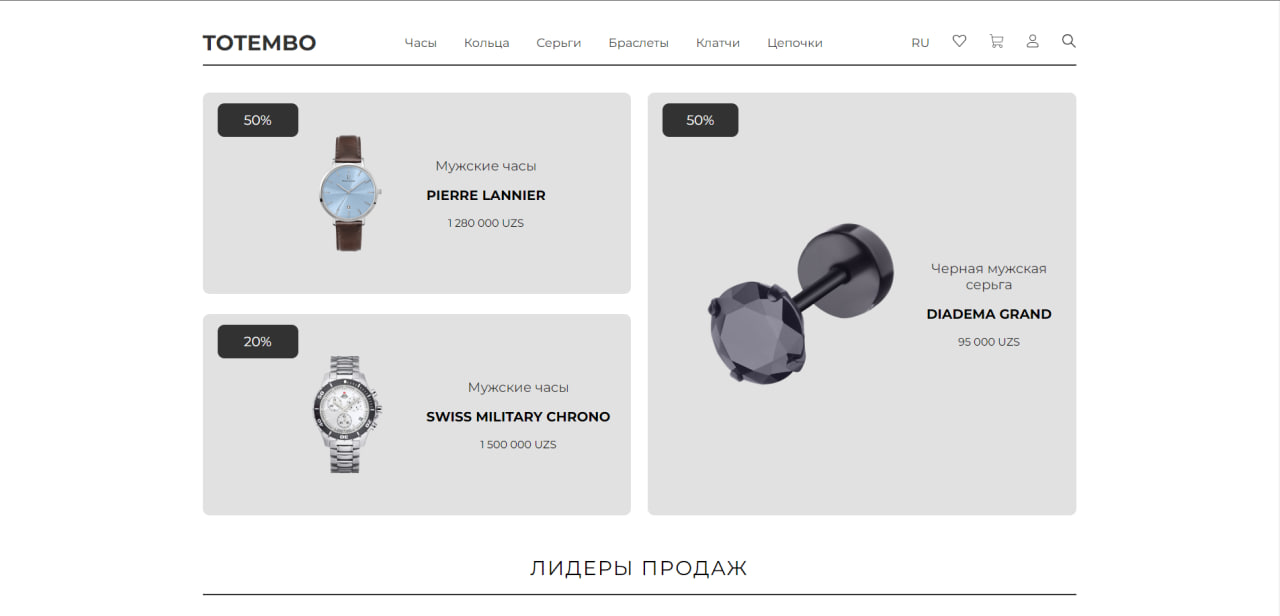 TOTEMBO
Часы
Кольца
Серьги
Браслеты
Клатчи
Цепочки
RU
50%
Мужские часы
PIERRE LANNIER
1 280 000 UZS
20%
Мужские часы
SWISS MILITARY CHRONO
1 500 000 UZS
50%
Черная мужская
серьга
DIADEMA GRAND
95 000 UZS
ЛИДЕРЫ ПРОДАЖ